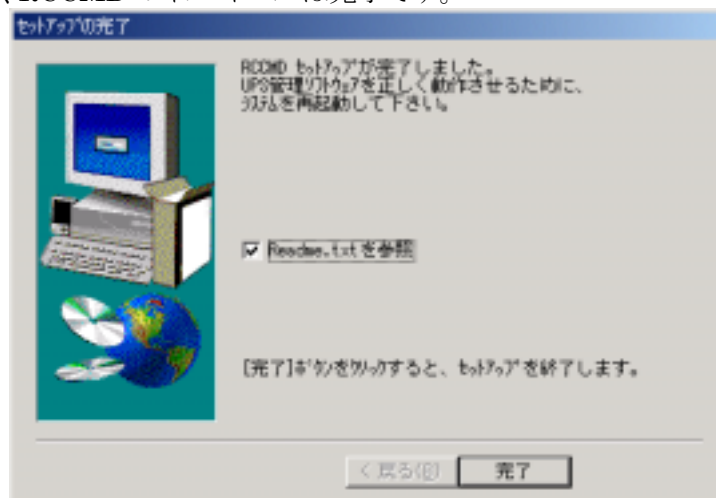 セットアップの完了
RCCMD セットアップが完了しました。
UPS管理ソフトウェアを正しく動作させるために、
システムを再起動して下さい。
Readme.txt を参照
[完了]ボタンをクリックすると、セットアップを終了します。
< 戻る(B)
完了